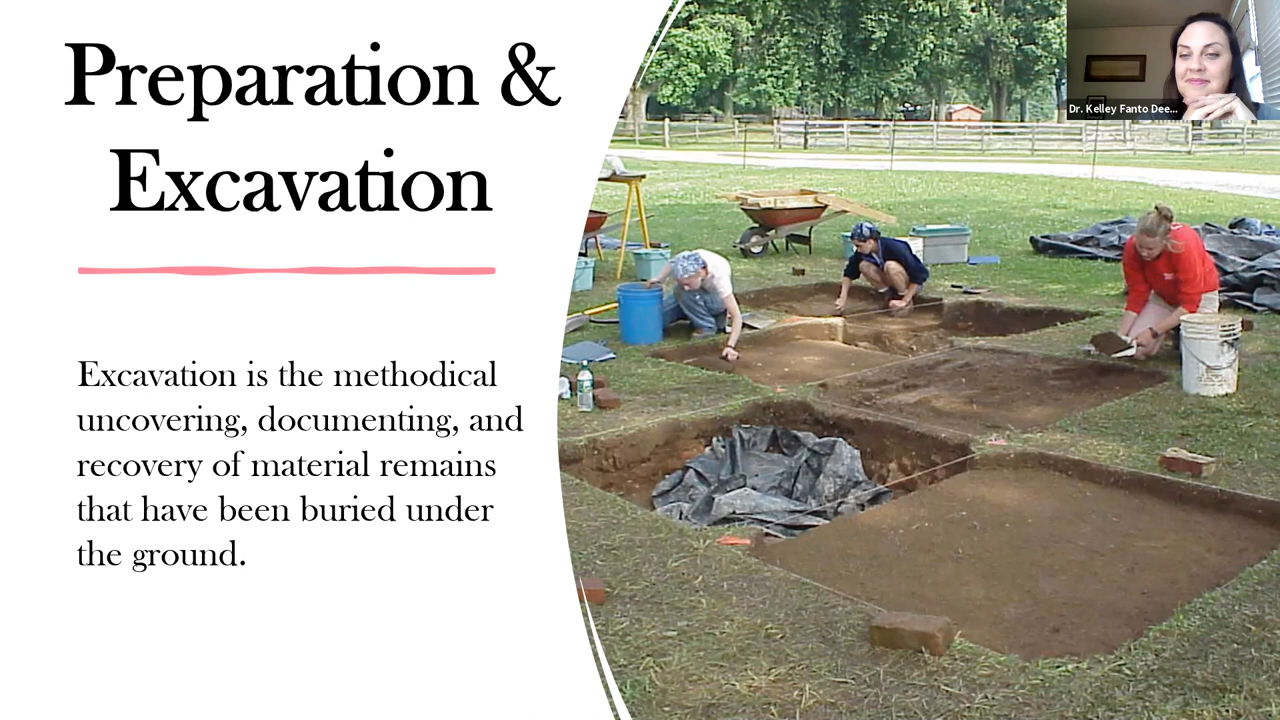 Preparation &
Excavation
Excavation is the methodical
uncovering, documenting, and
recovery of material remains
that have been buried under
the ground.
Dr. Kelley Fanto Dee...